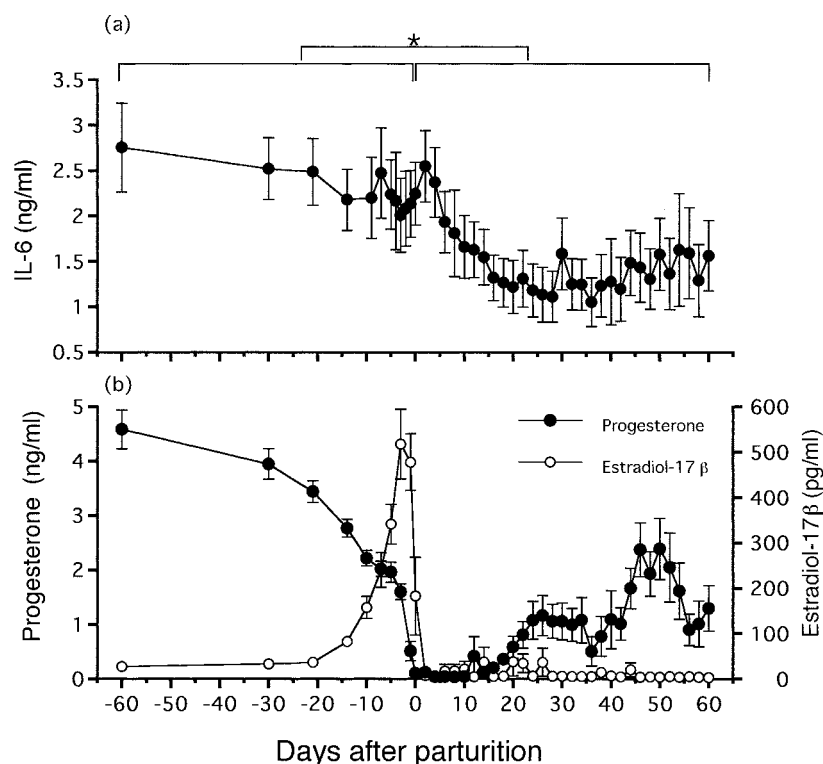 (a)
*
3.5
3
2.5
2
1.5
1
0.5
IL-6 (ng/ml)
(b)
5
4
3
2
1
0
Progesterone (ng/ml)
600
500
400
300
200
100
0
Estradiol-17β (pg/ml)
Progesterone
Estradiol-17 β
-60 -50 -40 -30 -20 -10 0 10 20 30 40 50 60
Days after parturition